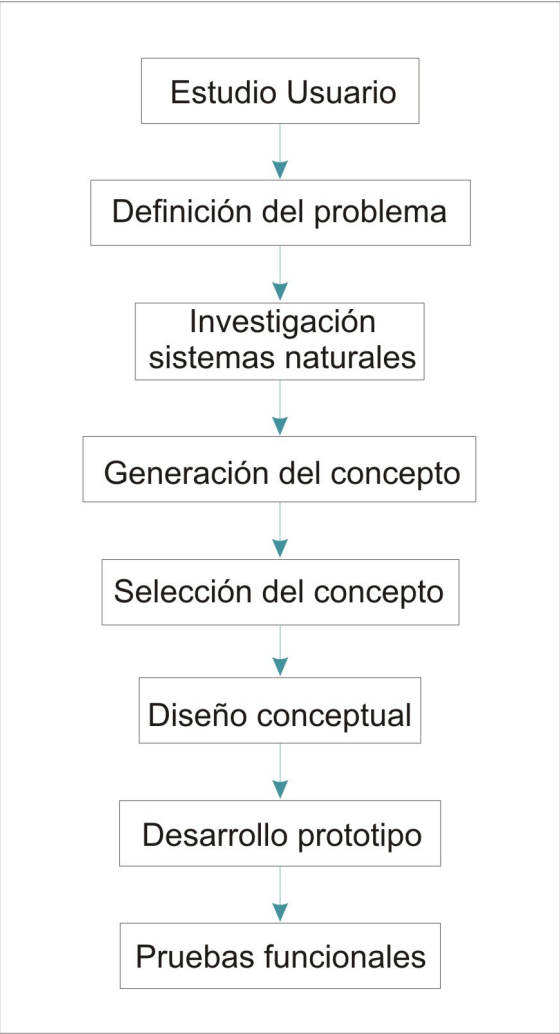 Estudio Usuario
Definición del problema
Investigación
sistemas naturales
Generación del concepto
Selección del concepto
Diseño conceptual
Desarrollo prototipo
Pruebas funcionales